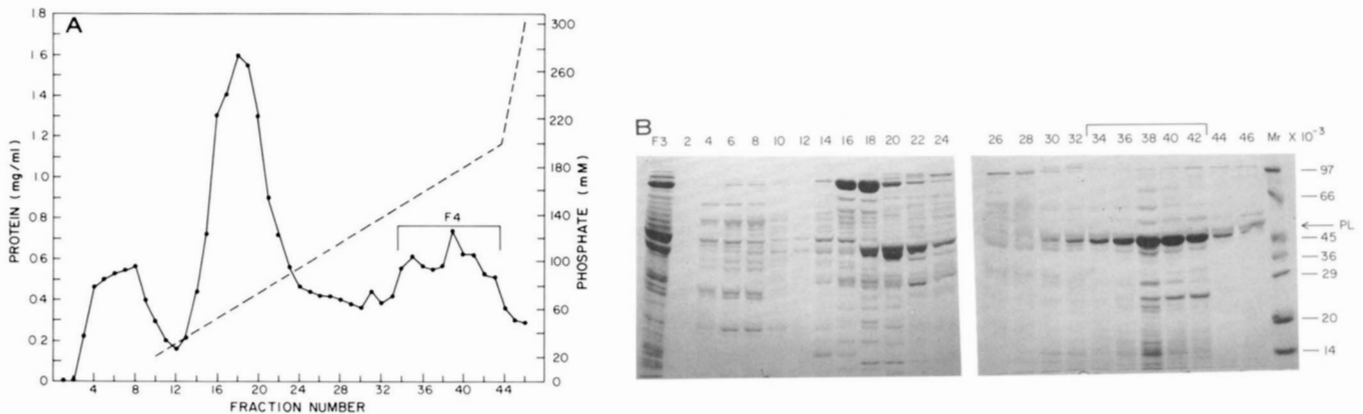 A
PROTEIN (mg/ml)
1.8
1.6
1.4
1.2
1.0
0.8
0.6
0.4
0.2
0
4 8 12 16 20 24 28 32 36 40 44
FRACTION NUMBER
F4
300
260
220
180
140
100
60
20
0
PHOSPHATE (mM)
B
F3 2 4 6 8 10 12 14 16 18 20 22 24
26 28 30 32 34 36 38 40 42 44 46 Mr X 10-3
97
66
PL
45
36
29
20
14